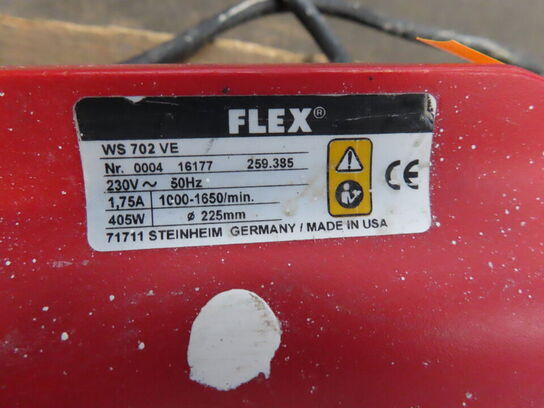 FLEX®
WS 702 VE
Nr. 0004 16177 259.385
230V ~ 50Hz
1,75A 1000-1650/min.
405W ø 225mm
71711 STEINHEIM GERMANY / MADE IN USA
CE